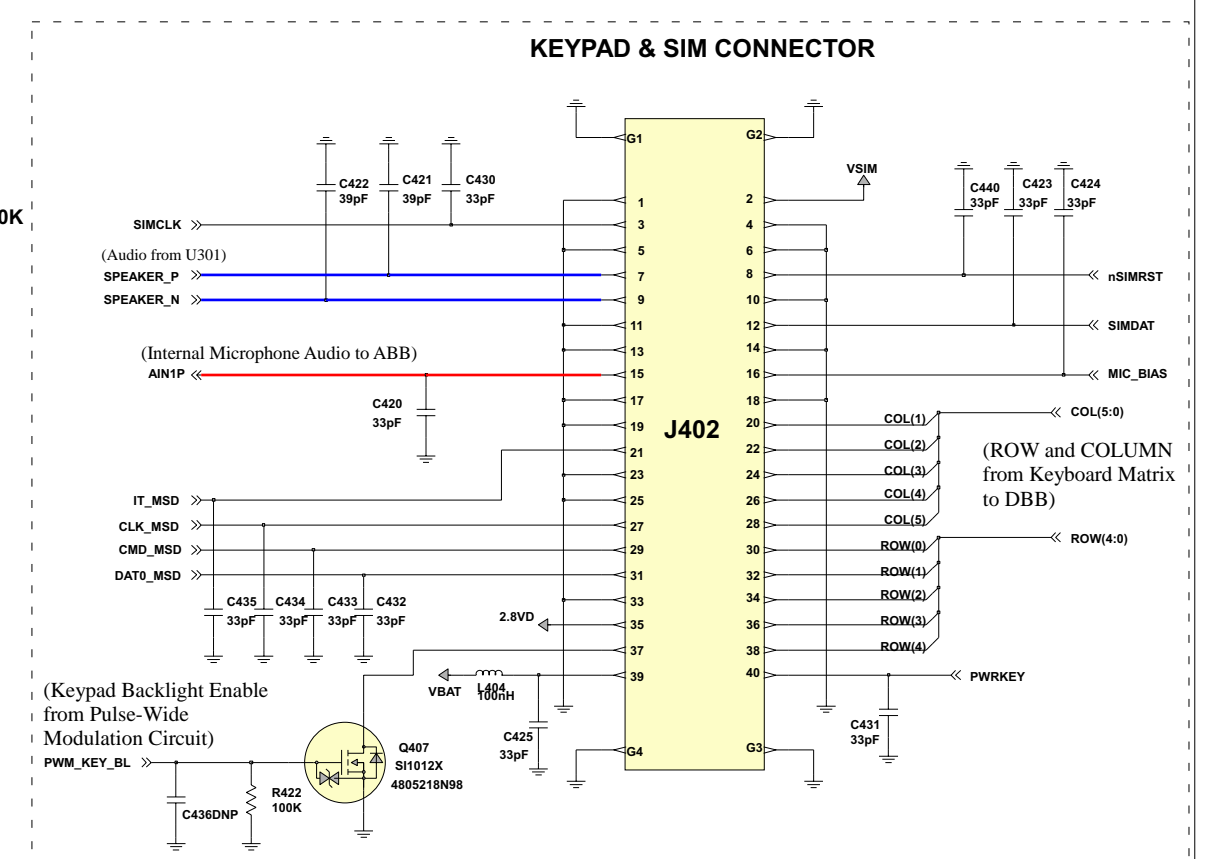 KEYPAD & SIM CONNECTOR
G1
G2
VSIM
C422
39pF
C421
39pF
C430
33pF
C440
33pF
C423
33pF
C424
33pF
0K
1
2
SIMCLK
3
4
(Audio from U301)
5
6
SPEAKER_P
7
8
nSIMRST
SPEAKER_N
9
10
11
12
SIMDAT
(Internal Microphone Audio to ABB)
13
14
AIN1P
15
16
MIC_BIAS
C420
33pF
17
18
J402
19
20
COL(1)
COL(5:0)
21
22
COL(2)
(ROW and COLUMN
from Keyboard Matrix
to DBB)
23
24
COL(3)
IT_MSD
25
26
COL(4)
CLK_MSD
27
28
COL(5)
CMD_MSD
29
30
ROW(0)
ROW(4:0)
DAT0_MSD
31
32
ROW(1)
C435
33pF
C434
33pF
C433
33pF
C432
33pF
33
34
ROW(2)
2.8VD
35
36
ROW(3)
37
38
ROW(4)
VBAT
L404
100nH
39
40
PWRKEY
C425
33pF
C431
33pF
(Keypad Backlight Enable
from Pulse-Wide
Modulation Circuit)
PWM_KEY_BL
G4
G3
Q407
SI1012X
4805218N98
R422
100K
C436DNP